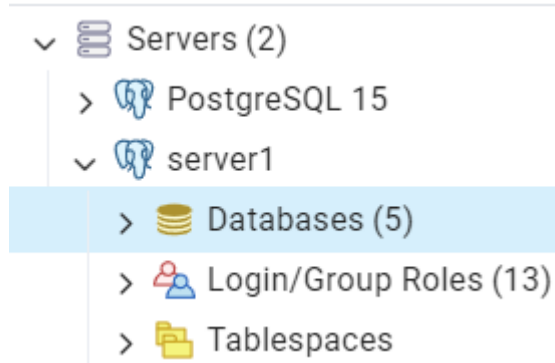 Servers (2)
PostgreSQL 15
server1
Databases (5)
Login/Group Roles (13)
Tablespaces